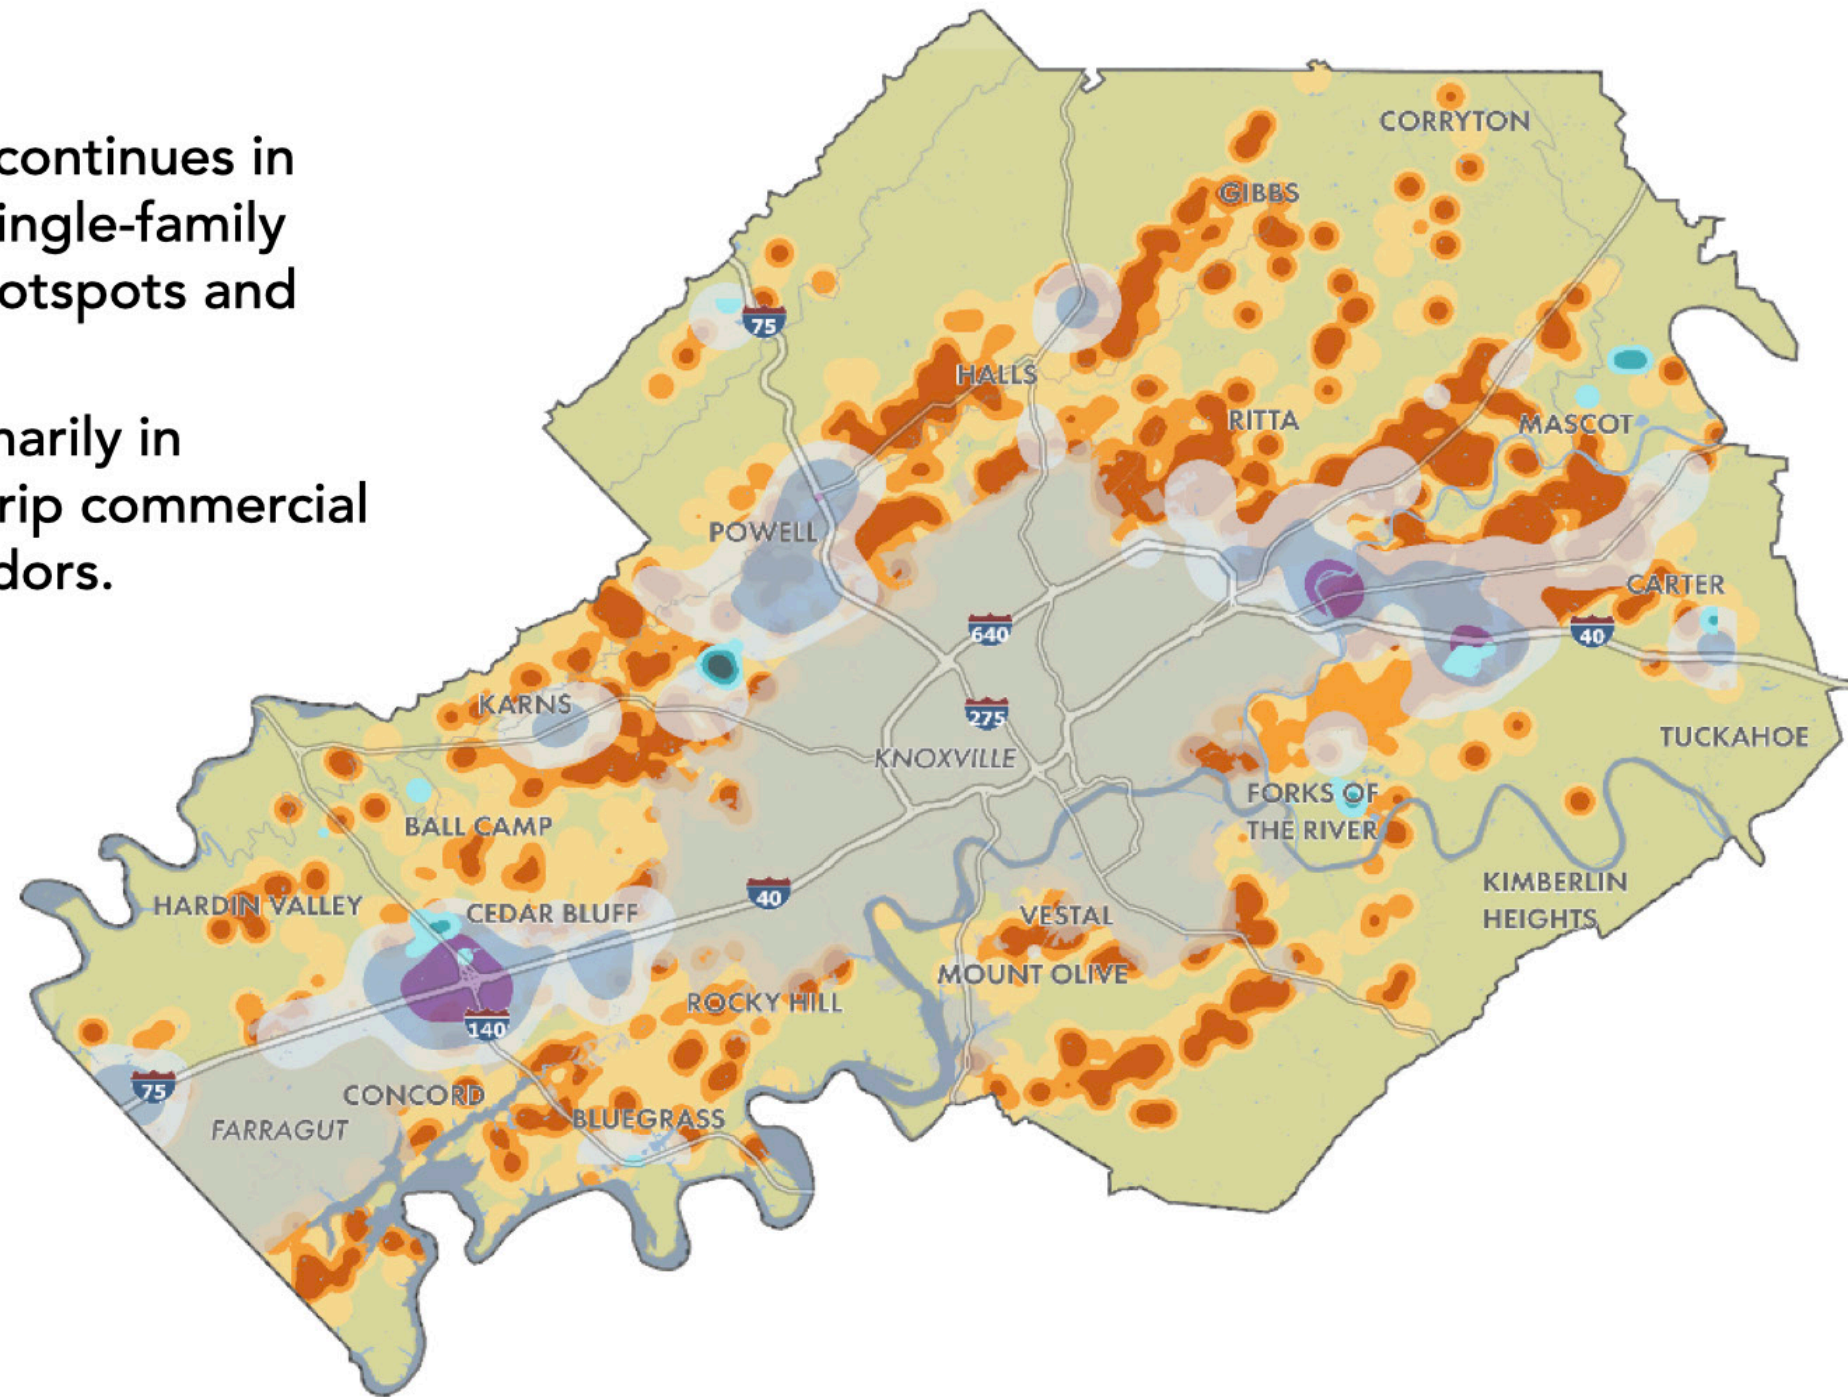 continues in
ingle-family
otspots and
narily in
rip commercial
dors.
CORRYTON
GIBBS
75
HALLS
RITTA
MASCOT
POWELL
CARTER
640
40
KARNS
275
KNOXVILLE
TUCKAHOE
FORKS OF
THE RIVER
BALL CAMP
KIMBERLIN
HEIGHTS
40
HARDIN VALLEY
CEDAR BLUFF
VESTAL
MOUNT OLIVE
ROCKY HILL
140
75
CONCORD
FARRAGUT
BLUEGRASS